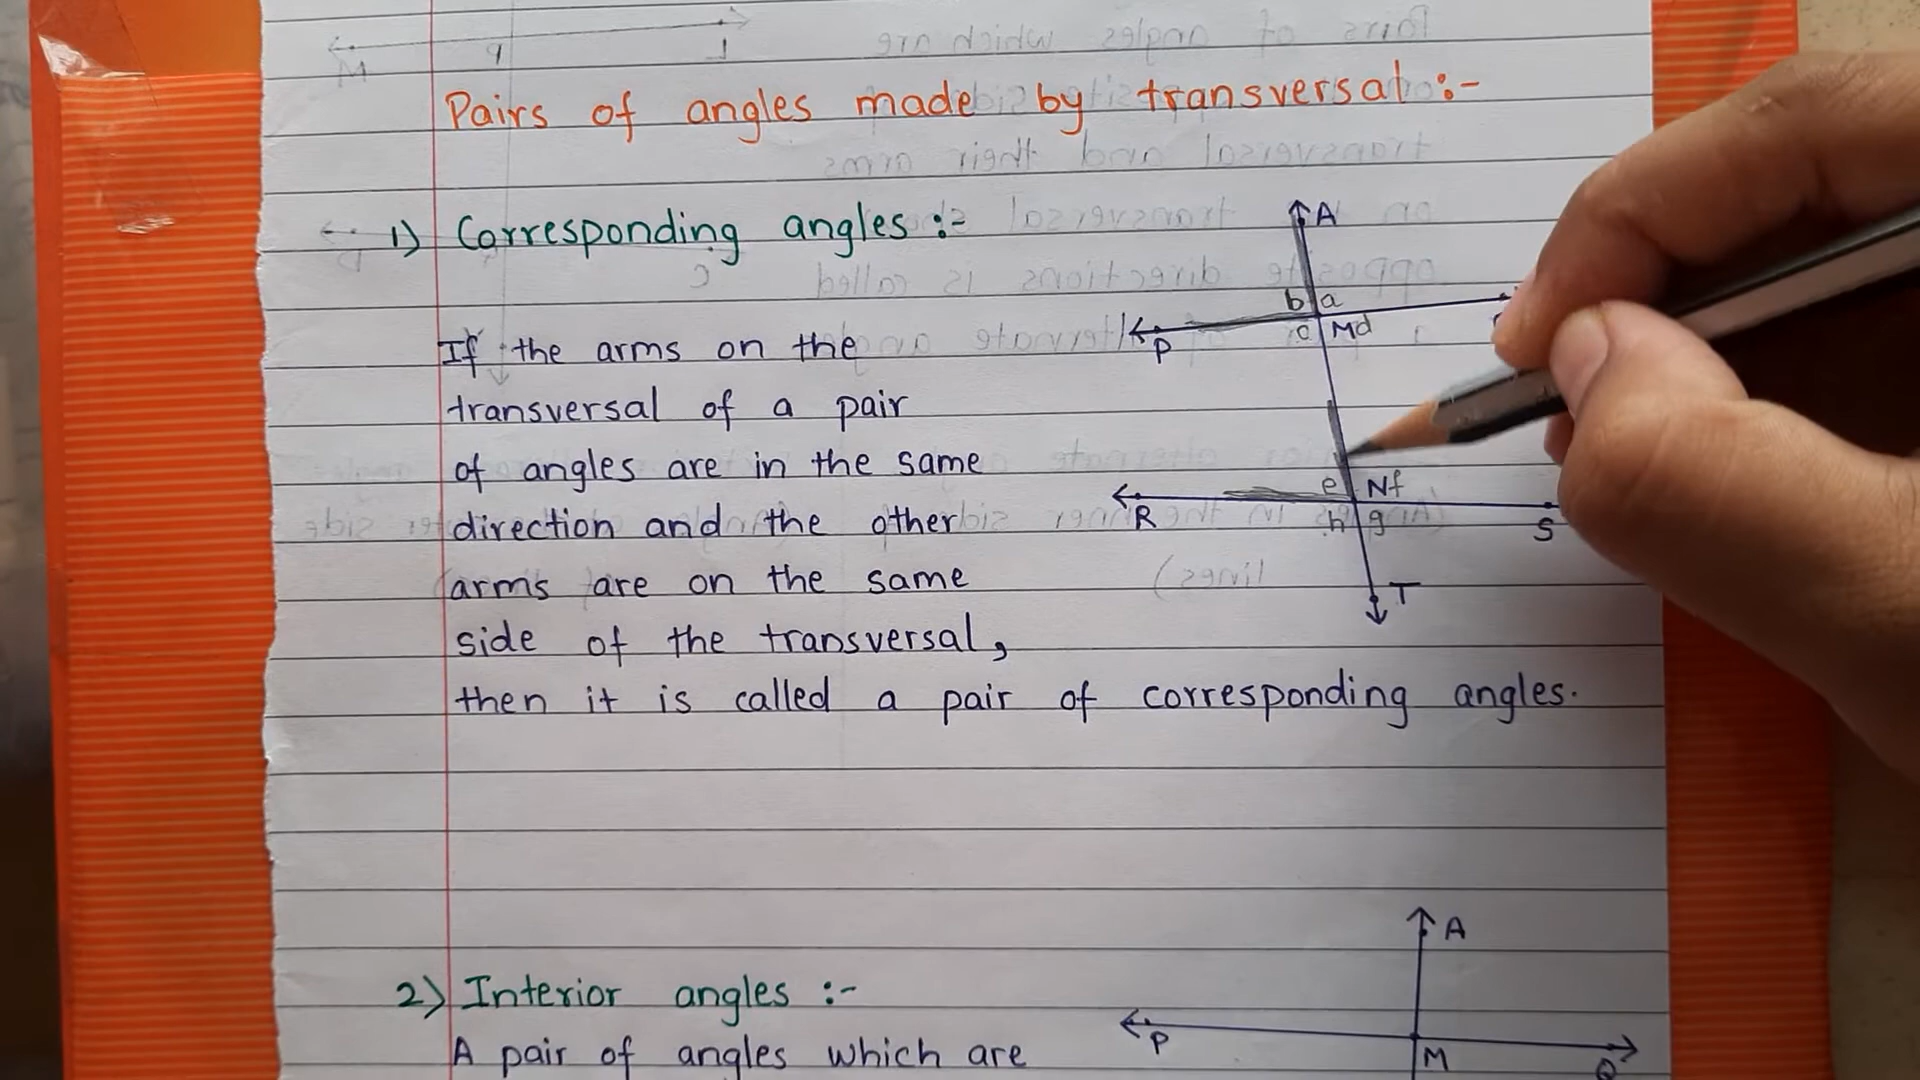 Pairs of angles made by transversal :-
1) Corresponding angles :-
If the arms on the
transversal of a pair
of angles are in the same
direction and the other
arms are on the same
side of the transversal,
then it is called a pair of corresponding angles.
A
b a
P c M d
e N f
R h g S
T
2) Interior angles :-
A pair of angles which are
A
P M Q